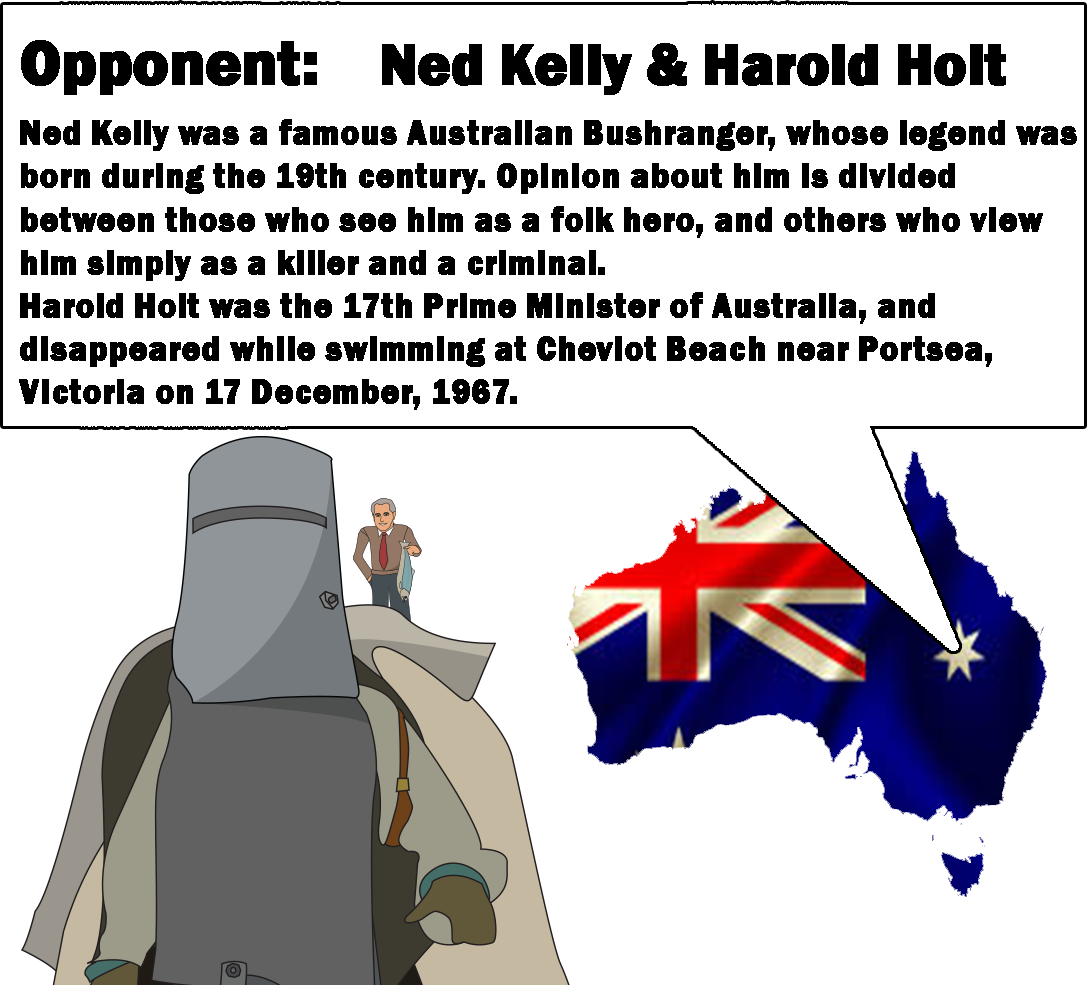 Opponent: Ned Kelly & Harold Holt
Ned Kelly was a famous Australian Bushranger, whose legend was
born during the 19th century. Opinion about him is divided
between those who see him as a folk hero, and others who view
him simply as a killer and a criminal.
Harold Holt was the 17th Prime Minister of Australia, and
disappeared while swimming at Cheviot Beach near Portsea,
Victoria on 17 December, 1967.